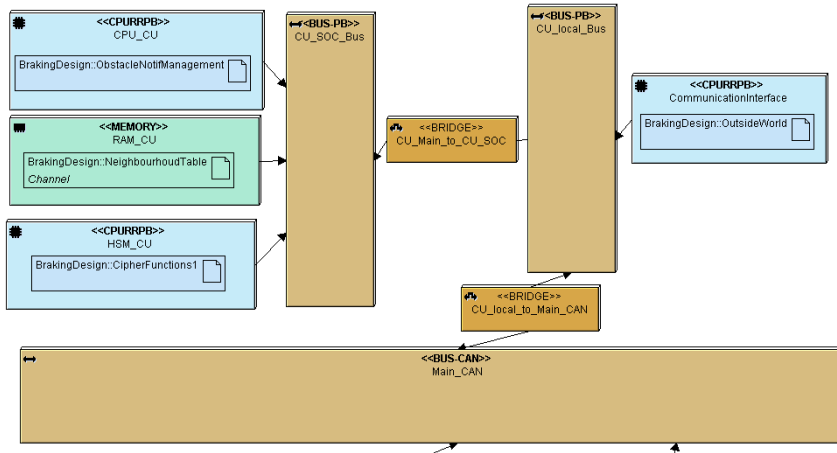 <<CPURRPB>>
CPU_CU
BrakingDesign::ObstacleNotifManagement
<<MEMORY>>
RAM_CU
BrakingDesign::NeighbourhoudTable
Channel
<<CPURRPB>>
HSM_CU
BrakingDesign::CipherFunctions1
<<BUS-PB>>
CU_SOC_Bus
<<BRIDGE>>
CU_Main_to_CU_SOC
<<BUS-PB>>
CU_local_Bus
<<CPURRPB>>
CommunicationInterface
BrakingDesign::OutsideWorld
<<BRIDGE>>
CU_local_to_Main_CAN
<<BUS-CAN>>
Main_CAN